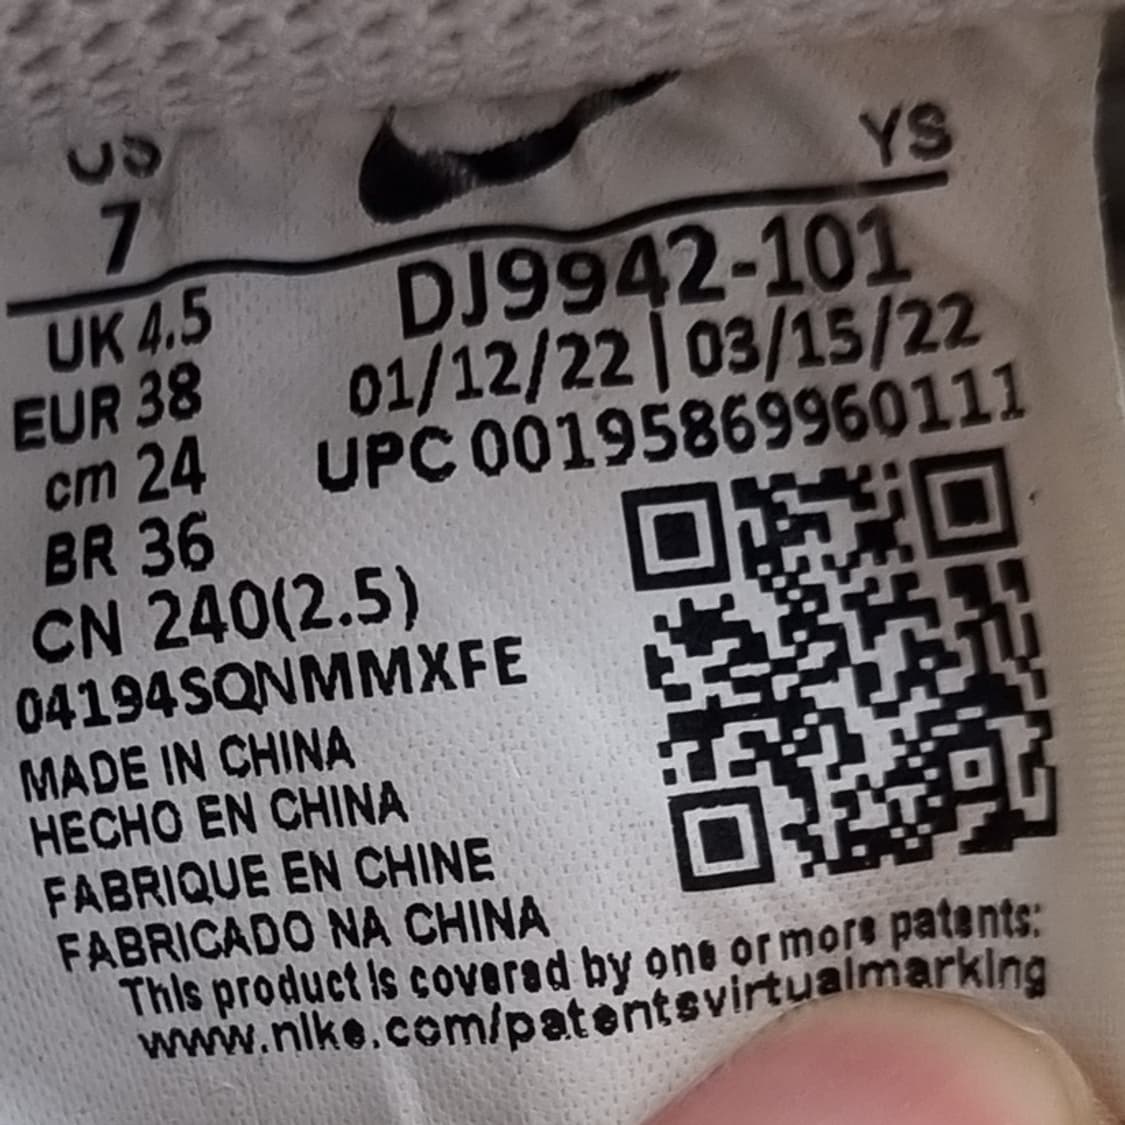 US
YS
7
DJ9942-101
UK 4.5
01/12/22 | 03/15/22
EUR 38
UPC 00195869960111
cm 24
BR 36
CN 240(2.5)
04194SQNMMXFE
MADE IN CHINA
HECHO EN CHINA
FABRIQUE EN CHINE
FABRICADO NA CHINA
This product is covered by one or more patents:
www.nike.com/patentsvirtualmarking